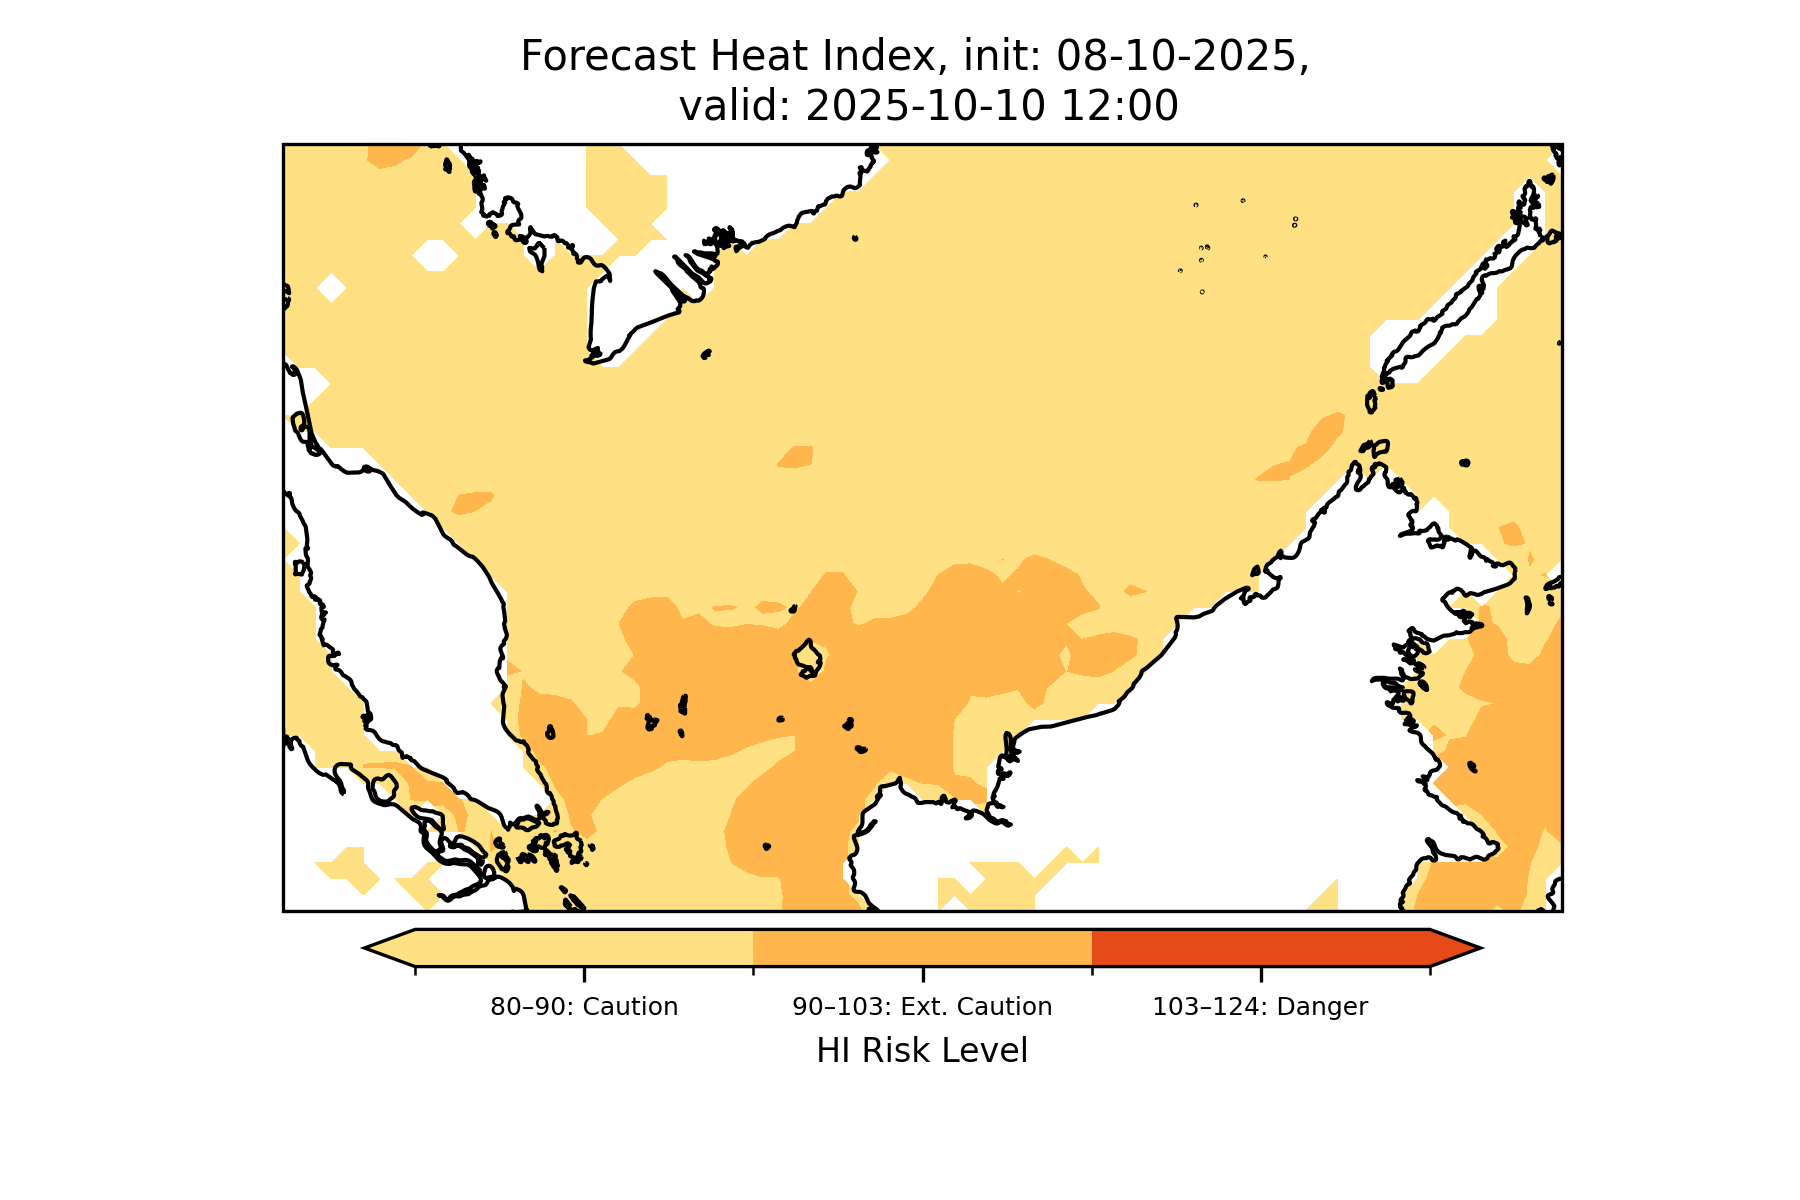 Forecast Heat Index, init: 08-10-2025,
valid: 2025-10-10 12:00
80–90: Caution
90–103: Ext. Caution
103–124: Danger
HI Risk Level